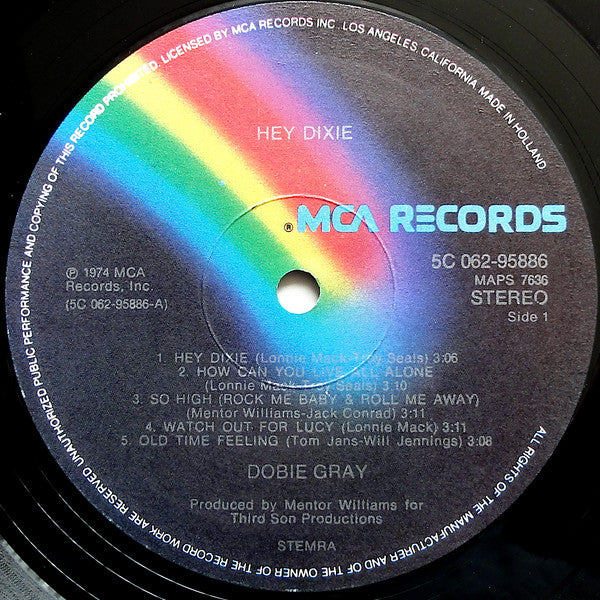 UNAUTHORIZED PUBLIC PERFORMANCE AND COPYING OF THIS RECORD PROHIBITED. LICENSED BY MCA RECORDS INC. LOS ANGELES, CALIFORNIA. MADE IN HOLLAND
HEY DIXIE
® MCA RECORDS
5C 062-95886
MAPS 7636
STEREO
Side 1
℗ 1974 MCA
Records, Inc.
(5C 062-95886-A)
1. HEY DIXIE (Lonnie Mack-Troy Seals) 3:06
2. HOW CAN YOU LIVE ALL ALONE
(Lonnie Mack-Troy Seals) 3:10
3. SO HIGH (ROCK ME BABY & ROLL ME AWAY)
(Mentor Williams-Jack Conrad) 3:11
4. WATCH OUT FOR LUCY (Lonnie Mack) 3:11
5. OLD TIME FEELING (Tom Jans-Will Jennings) 3:08
DOBIE GRAY
Produced by Mentor Williams for
Third Son Productions
STEMRA
ALL RIGHTS OF THE MANUFACTURER AND OF THE OWNER OF THE RECORDED WORK ARE RESERVED